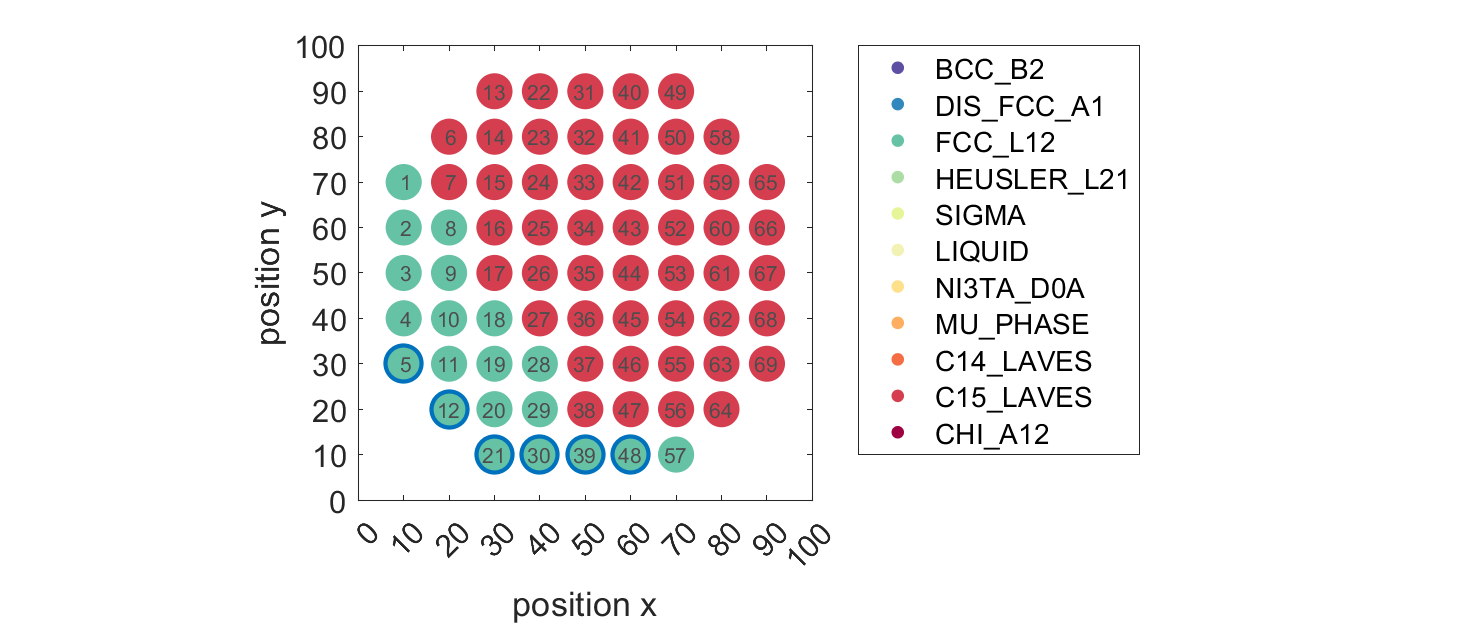 100
90
80
70
60
50
40
30
20
10
0
position y
13 22 31 40 49
6 14 23 32 41 50 58
1 7 15 24 33 42 51 59 65
2 8 16 25 34 43 52 60 66
3 9 17 26 35 44 53 61 67
4 10 18 27 36 45 54 62 68
5 11 19 28 37 46 55 63 69
12 20 29 38 47 56 64
21 30 39 48 57
0 10 20 30 40 50 60 70 80 90 100
position x
BCC_B2
DIS_FCC_A1
FCC_L12
HEUSLER_L21
SIGMA
LIQUID
NI3TA_D0A
MU_PHASE
C14_LAVES
C15_LAVES
CHI_A12